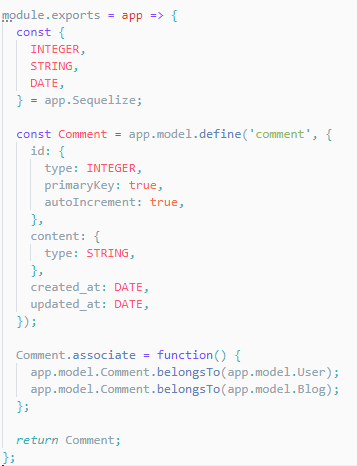 module.exports = app => {
const {
INTEGER,
STRING,
DATE,
} = app.Sequelize;
const Comment = app.model.define('comment', {
id: {
type: INTEGER,
primaryKey: true,
autoIncrement: true,
},
content: {
type: STRING,
},
created_at: DATE,
updated_at: DATE,
});
Comment.associate = function() {
app.model.Comment.belongsTo(app.model.User);
app.model.Comment.belongsTo(app.model.Blog);
};
return Comment;
};